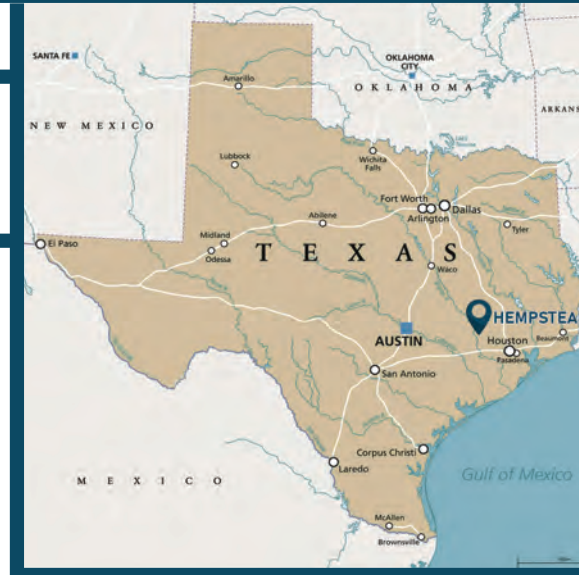 SANTA FE
OKLAHOMA
CITY
Amarillo
OKLAHOMA
ARKAN
NEW MEXICO
Lubbock
Wichita
Falls
Fort Worth
Dallas
Arlington
Abilene
Tyler
Midland
Odessa
El Paso
TEXAS
Waco
HEMPSTEA
AUSTIN
Houston
Beaumont
Pasadena
San Antonio
Corpus Christi
Laredo
Gulf of Mexico
MEXICO
McAllen
Brownsville